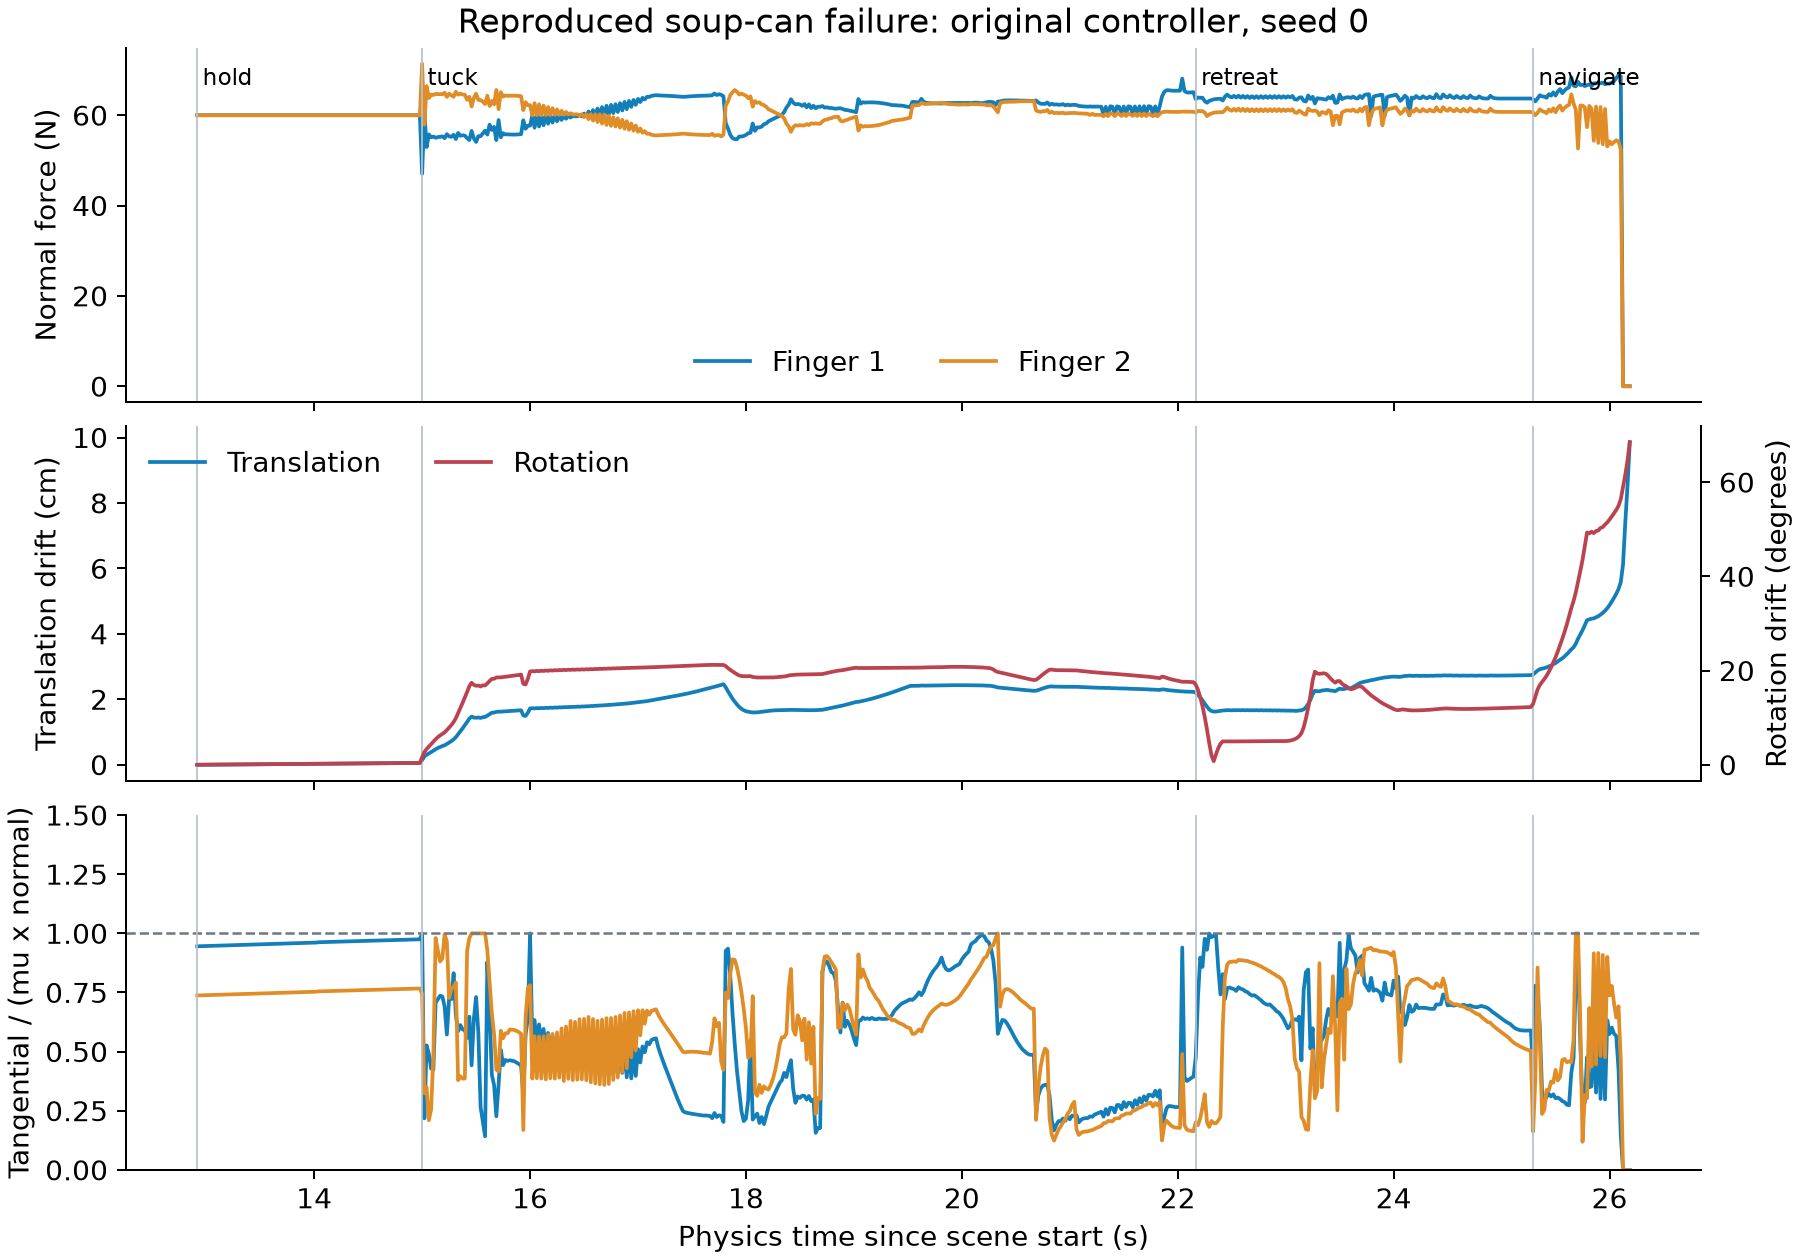 Reproduced soup-can failure: original controller, seed 0
hold
tuck
retreat
navigate
Normal force (N)
60
40
20
0
Finger 1
Finger 2
Translation drift (cm)
10
8
6
4
2
0
Translation
Rotation
60
40
20
0
Rotation drift (degrees)
Tangential / (mu x normal)
1.50
1.25
1.00
0.75
0.50
0.25
0.00
14 16 18 20 22 24 26
Physics time since scene start (s)